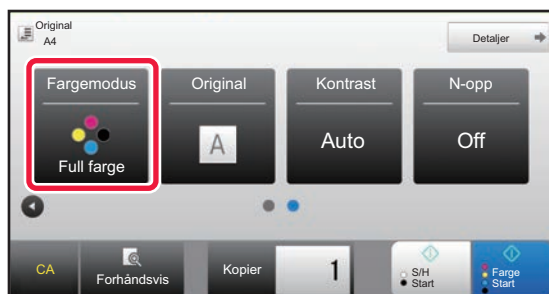 Original
A4
Detaljer
Fargemodus
Full farge
Original
A
Kontrast
Auto
N-opp
Off
CA
Forhåndsvis
Kopier
1
S/H
Start
Farge
Start